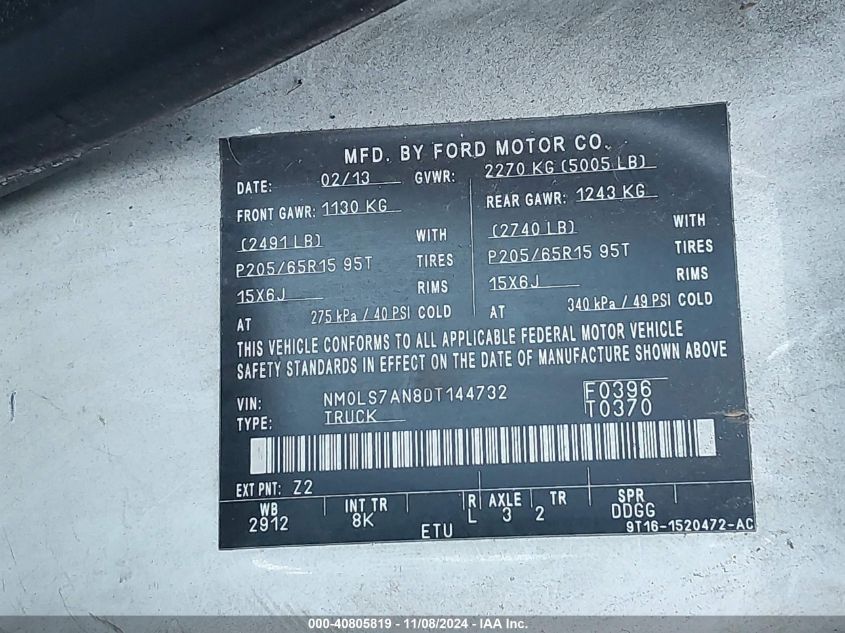 MFD. BY FORD MOTOR CO.
DATE: 02/13 GVWR: 2270 KG (5005 LB)
FRONT GAWR: 1130 KG REAR GAWR: 1243 KG
(2491 LB) WITH (2740 LB) WITH
P205/65R15 95T TIRES P205/65R15 95T TIRES
15X6J RIMS 15X6J RIMS
AT 275 kPa / 40 PSI COLD AT 340 kPa / 49 PSI COLD
THIS VEHICLE CONFORMS TO ALL APPLICABLE FEDERAL MOTOR VEHICLE
SAFETY STANDARDS IN EFFECT ON THE DATE OF MANUFACTURE SHOWN ABOVE
VIN: NM0LS7AN8DT144732 F0396
TYPE: TRUCK T0370
EXT PNT: Z2
WB INT TR R AXLE TR SPR
2912 8K L 3 2 DDGG
ETU 9T16-1520472-AC
000-40805819 - 11/08/2024 - IAA Inc.